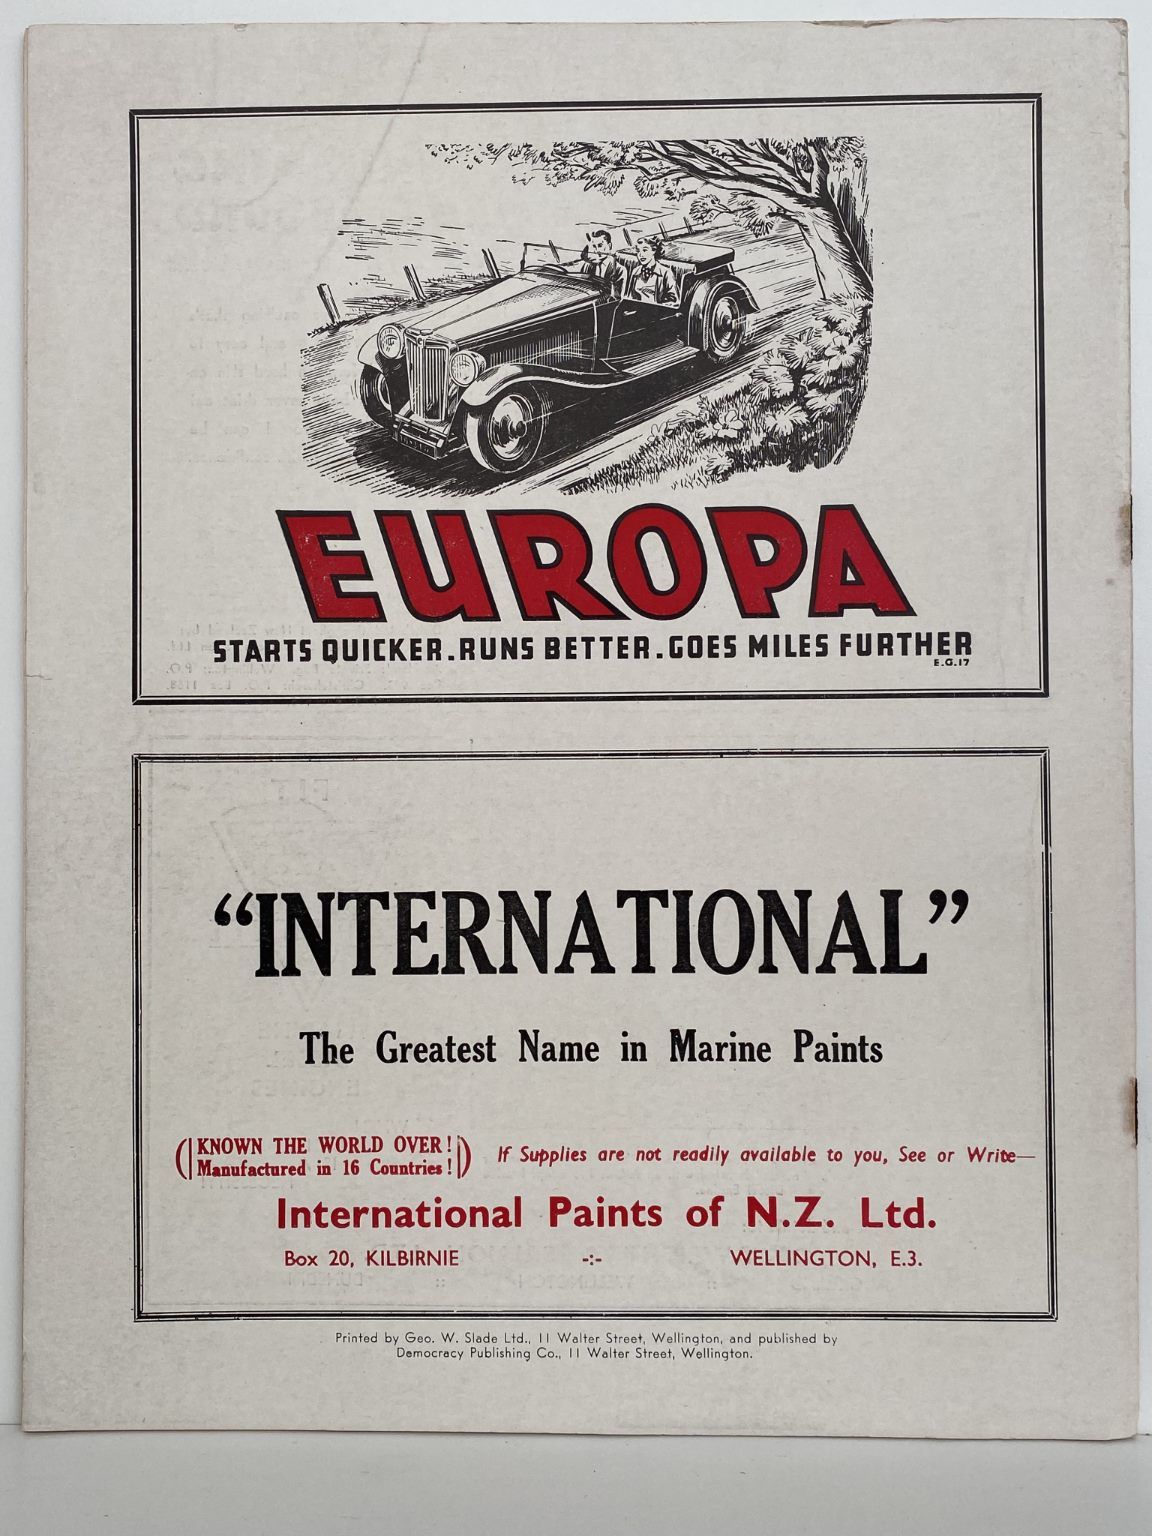 EUROPA
STARTS QUICKER.RUNS BETTER.GOES MILES FURTHER
E.G.17
"INTERNATIONAL"
The Greatest Name in Marine Paints
(|KNOWN THE WORLD OVER!|)
Manufactured in 16 Countries!
If Supplies are not readily available to you, See or Write—
International Paints of N.Z. Ltd.
Box 20, KILBIRNIE -:- WELLINGTON, E.3.
Printed by Geo. W. Slade Ltd., 11 Walter Street, Wellington, and published by
Democracy Publishing Co., 11 Walter Street, Wellington.